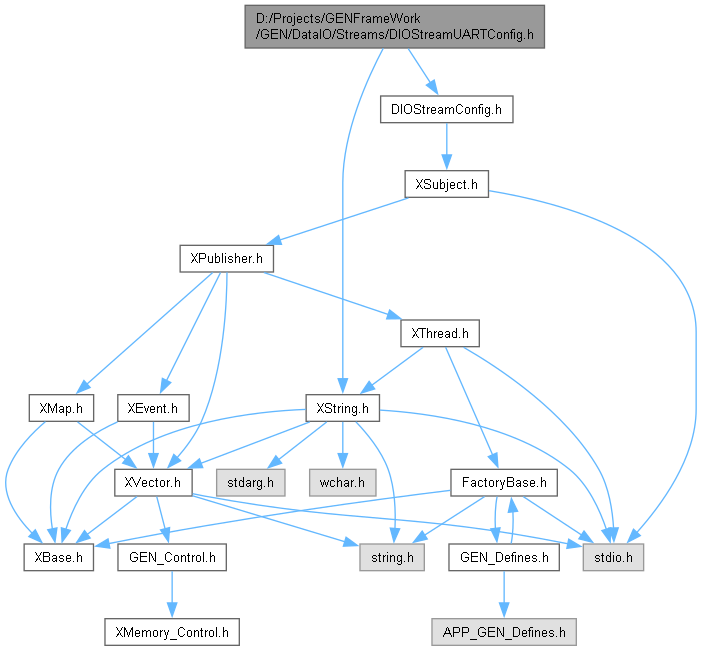 D:/Projects/GENFrameWork
/GEN/DataIO/Streams/DIOStreamUARTConfig.h
DIOStreamConfig.h
XSubject.h
XPublisher.h
XThread.h
XMap.h
XEvent.h
XString.h
XVector.h
stdarg.h
wchar.h
FactoryBase.h
XBase.h
GEN_Control.h
string.h
GEN_Defines.h
stdio.h
XMemory_Control.h
APP_GEN_Defines.h